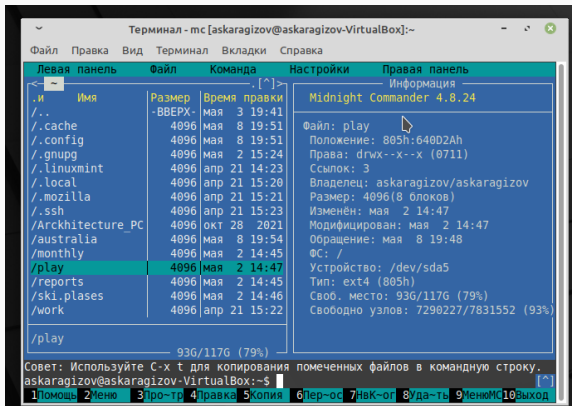 Терминал - mc [askaragizov@askaragizov-VirtualBox]:~
Файл Правка Вид Терминал Вкладки Справка
Левая панель Файл Команда Настройки Правая панель
<- ~ .[^]> Информация
.и Имя Размер Время правки Midnight Commander 4.8.24
/.. -ВВЕРХ- мая 3 19:41
/.cache 4096 мая 8 19:51 Файл: play
/.config 4096 мая 8 19:51 Положение: 805h:640D2Ah
/.gnupg 4096 мая 2 15:24 Права: drwx--x--x (0711)
/.linuxmint 4096 апр 21 14:23 Ссылок: 3
/.local 4096 апр 21 15:20 Владелец: askaragizov/askaragizov
/.mozilla 4096 апр 21 15:21 Размер: 4096(8 блоков)
/.ssh 4096 апр 21 15:23 Изменён: мая 2 14:47
/Arckhitecture_PC 4096 окт 28 2021 Модифицирован: мая 2 14:47
/australia 4096 мая 8 19:54 Обращение: мая 8 19:48
/monthly 4096 мая 2 14:45 ФС: /
/play 4096 мая 2 14:47 Устройство: /dev/sda5
/reports 4096 мая 2 14:45 Тип: ext4 (805h)
/ski.plases 4096 мая 2 14:46 Своб. место: 93G/117G (79%)
/work 4096 апр 21 15:22 Свободно узлов: 7290227/7831552 (93%)
/play
93G/117G (79%)
Совет: Используйте C-x t для копирования помеченных файлов в командную строку.
askaragizov@askaragizov-VirtualBox:~$ [^]
1Помощь 2Меню 3Про~тр 4Правка 5Копия 6Пер~ос 7НвК~ог 8Уда~ть 9МенюMC 10Выход